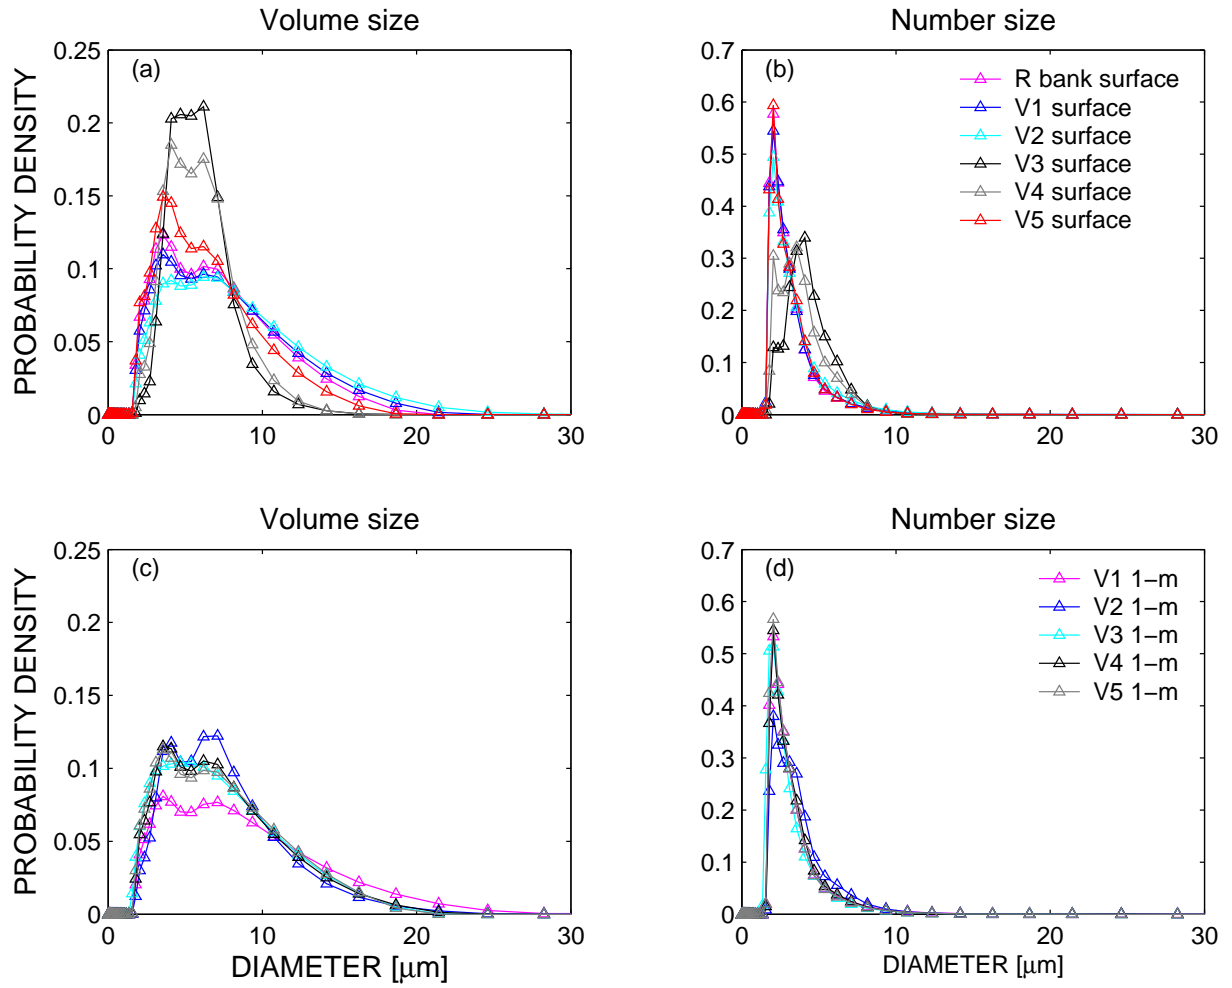 Volume size
Number size
PROBABILITY DENSITY
0.25
0.2
0.15
0.1
0.05
0
(a)
0
10
20
30
0.7
0.6
0.5
0.4
0.3
0.2
0.1
0
(b)
R bank surface
V1 surface
V2 surface
V3 surface
V4 surface
V5 surface
0
10
20
30
Volume size
Number size
PROBABILITY DENSITY
0.25
0.2
0.15
0.1
0.05
0
(c)
0
10
20
30
DIAMETER [μm]
0.7
0.6
0.5
0.4
0.3
0.2
0.1
0
(d)
V1 1−m
V2 1−m
V3 1−m
V4 1−m
V5 1−m
0
10
20
30
DIAMETER [μm]